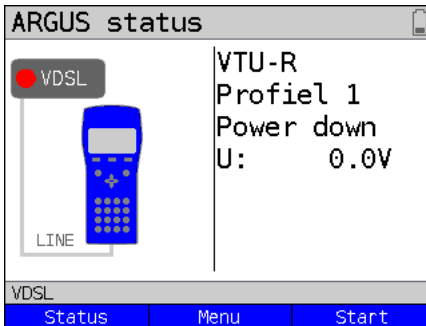 ARGUS status
VDSL
LINE
VTU-R
Profiel 1
Power down
U: 0.0V
VDSL
Status Menu Start